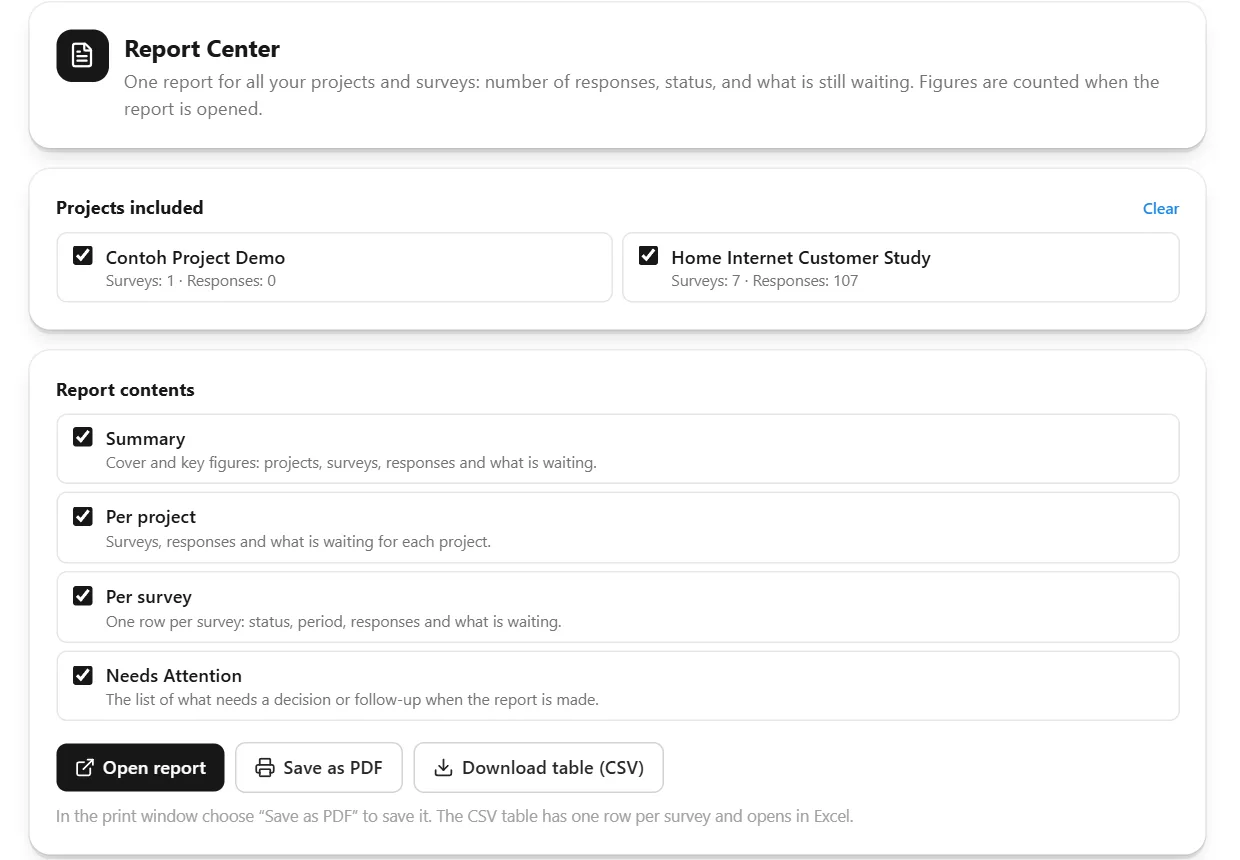 Report Center
One report for all your projects and surveys: number of responses, status, and what is still waiting. Figures are counted when the
report is opened.
Projects included
Clear
Contoh Project Demo
Surveys: 1 · Responses: 0
Home Internet Customer Study
Surveys: 7 · Responses: 107
Report contents
Summary
Cover and key figures: projects, surveys, responses and what is waiting.
Per project
Surveys, responses and what is waiting for each project.
Per survey
One row per survey: status, period, responses and what is waiting.
Needs Attention
The list of what needs a decision or follow-up when the report is made.
Open report
Save as PDF
Download table (CSV)
In the print window choose “Save as PDF” to save it. The CSV table has one row per survey and opens in Excel.